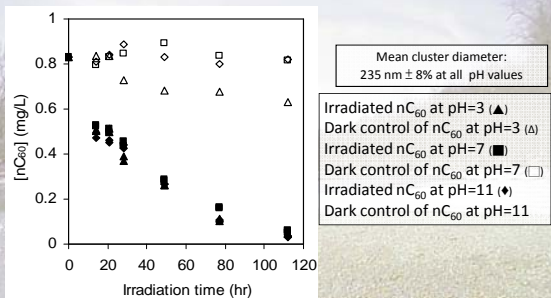 1
0.8
0.6
0.4
0.2
0
[nC60] (mg/L)
0 20 40 60 80 100 120
Irradiation time (hr)
Mean cluster diameter:
235 nm ± 8% at all pH values
Irradiated nC60 at pH=3 (▲)
Dark control of nC60 at pH=3 (Δ)
Irradiated nC60 at pH=7 (■)
Dark control of nC60 at pH=7 (□)
Irradiated nC60 at pH=11 (♦)
Dark control of nC60 at pH=11